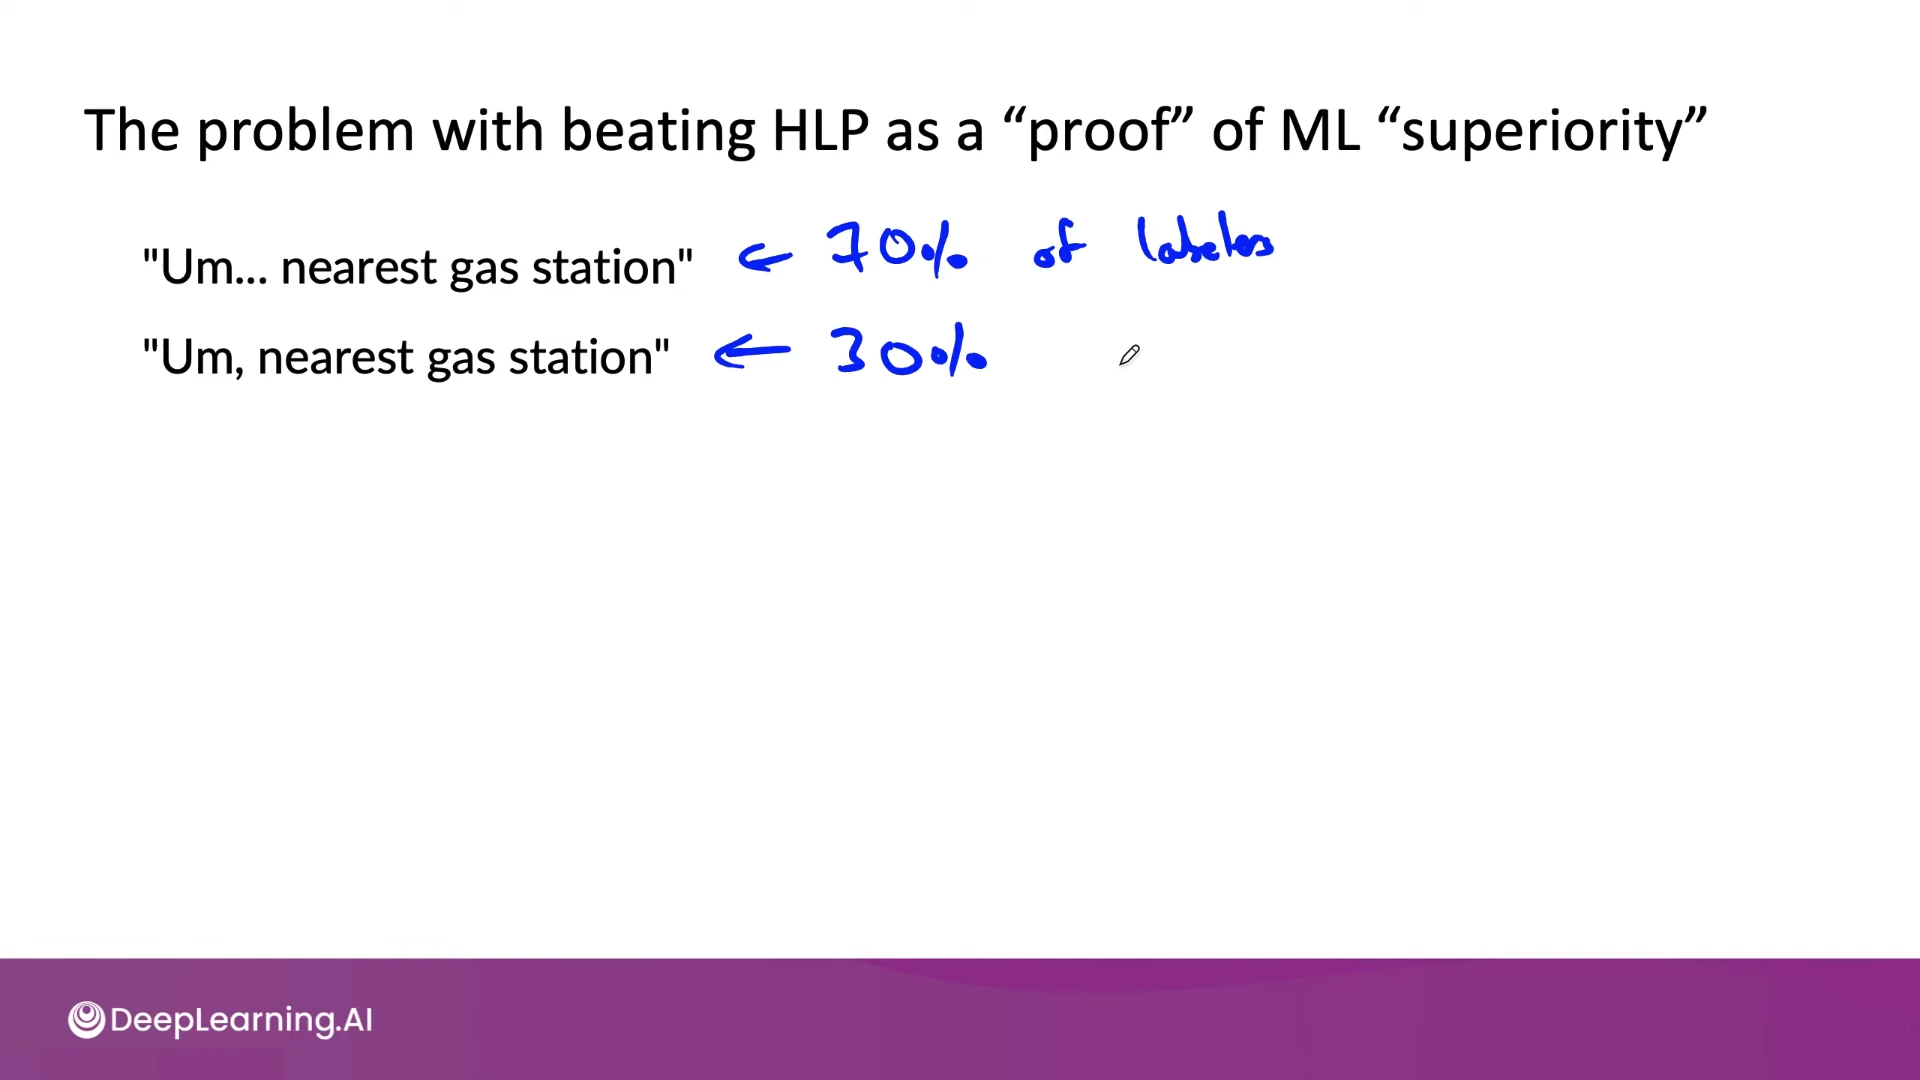 The problem with beating HLP as a “proof” of ML “superiority”
"Um... nearest gas station" ← 70% of labelers
"Um, nearest gas station" ← 30%
DeepLearning.AI